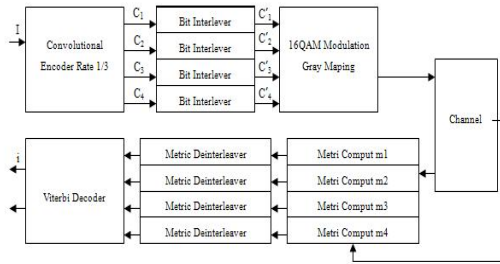 I
Convolutional
Encoder Rate 1/3
C1
C2
C3
C4
Bit Interlever
Bit Interlever
Bit Interlever
Bit Interlever
C'1
C'2
C'3
C'4
16QAM Modulation
Gray Maping
Channel
i
Viterbi Decoder
Metric Deinterleaver
Metric Deinterleaver
Metric Deinterleaver
Metric Deinterleaver
Metri Comput m1
Metri Comput m2
Metri Comput m3
Metri Comput m4